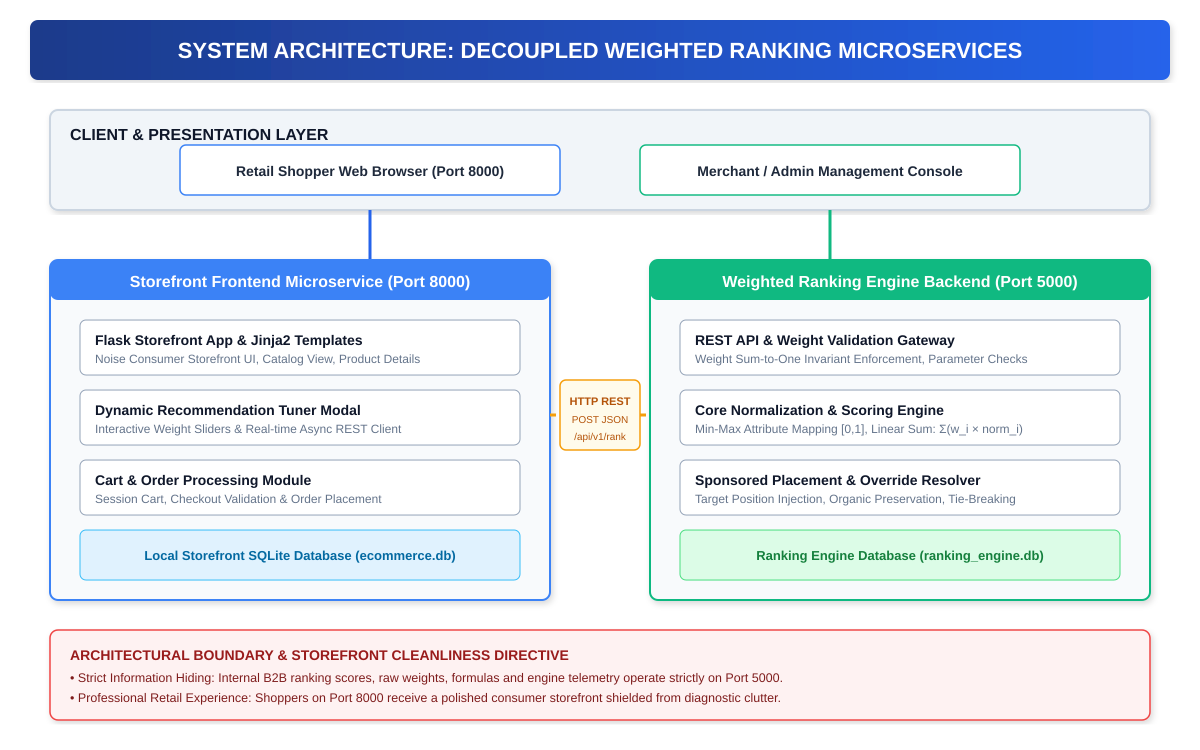 SYSTEM ARCHITECTURE: DECOUPLED WEIGHTED RANKING MICROSERVICES
CLIENT & PRESENTATION LAYER
Retail Shopper Web Browser (Port 8000)
Merchant / Admin Management Console
Storefront Frontend Microservice (Port 8000)
Flask Storefront App & Jinja2 Templates
Noise Consumer Storefront UI, Catalog View, Product Details
Dynamic Recommendation Tuner Modal
Interactive Weight Sliders & Real-time Async REST Client
Cart & Order Processing Module
Session Cart, Checkout Validation & Order Placement
Local Storefront SQLite Database (ecommerce.db)
HTTP REST
POST JSON
/api/v1/rank
Weighted Ranking Engine Backend (Port 5000)
REST API & Weight Validation Gateway
Weight Sum-to-One Invariant Enforcement, Parameter Checks
Core Normalization & Scoring Engine
Min-Max Attribute Mapping [0,1], Linear Sum: Σ(w_i × norm_i)
Sponsored Placement & Override Resolver
Target Position Injection, Organic Preservation, Tie-Breaking
Ranking Engine Database (ranking_engine.db)
ARCHITECTURAL BOUNDARY & STOREFRONT CLEANLINESS DIRECTIVE
• Strict Information Hiding: Internal B2B ranking scores, raw weights, formulas and engine telemetry operate strictly on Port 5000.
• Professional Retail Experience: Shoppers on Port 8000 receive a polished consumer storefront shielded from diagnostic clutter.